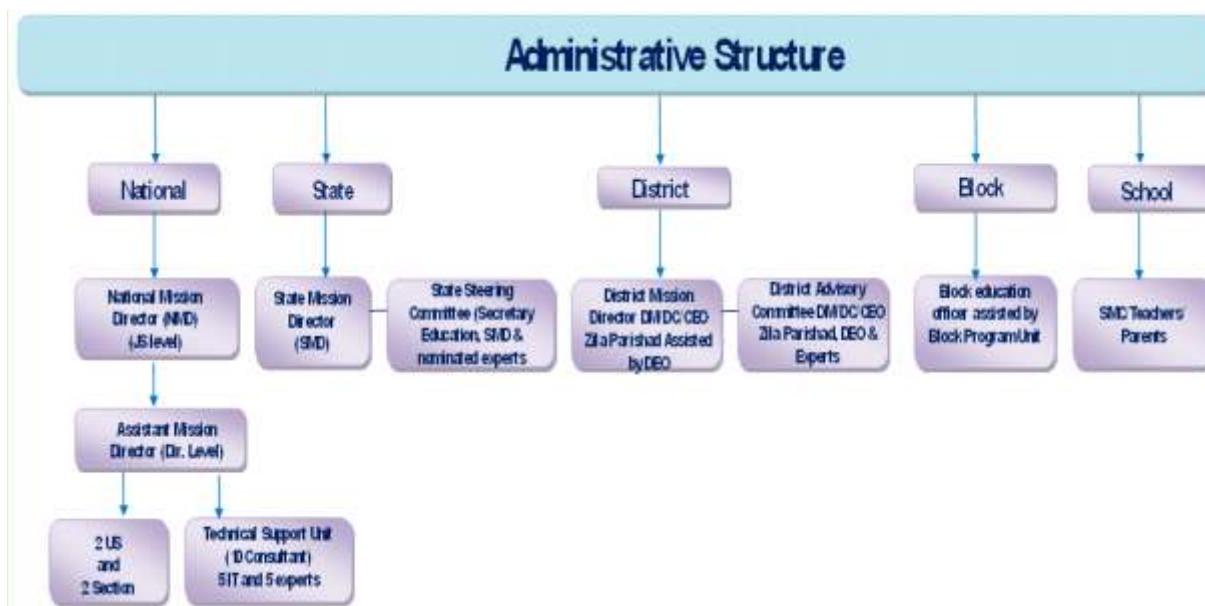 Administrative Structure
National
State
District
Block
School
National Mission
Director (NMD)
(JS level)
State Mission
Director
(SMD)
State Steering
Committee (Secretary
Education, SMD &
nominated experts
District Mission
Director DM/DC/CEO
Zilla Parishad Assisted
by DEO
District Advisory
Committee DM/DC/CEO
Zilla Parishad, DEO &
Experts
Block education
officer assisted by
Block Program Unit
SMC Teachers/
Parents
Assistant Mission
Director (Dir. Level)
2 US
and
2 Section
Technical Support Unit
(10 Consultant)
5 IT and 5 experts